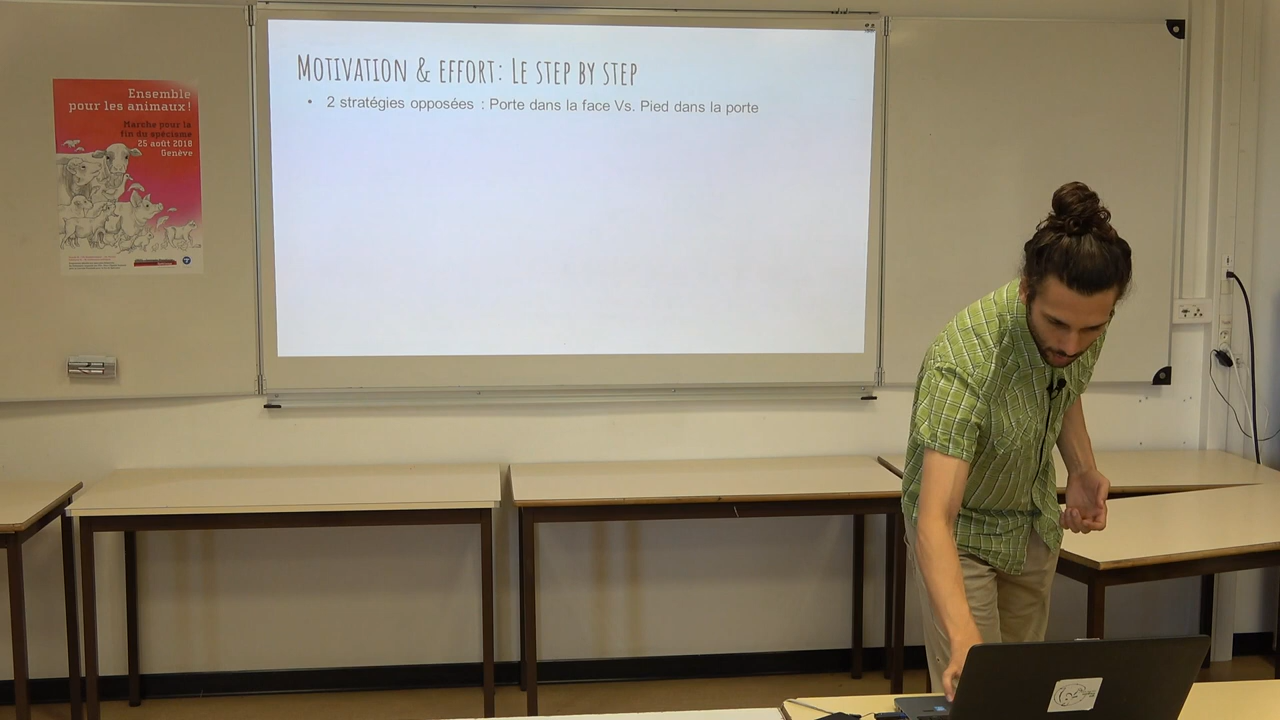 Ensemble
pour les animaux!
Marche pour la
fin du spécisme
25 août 2018
Genève
Motivation & effort: Le step by step
• 2 stratégies opposées : Porte dans la face Vs. Pied dans la porte